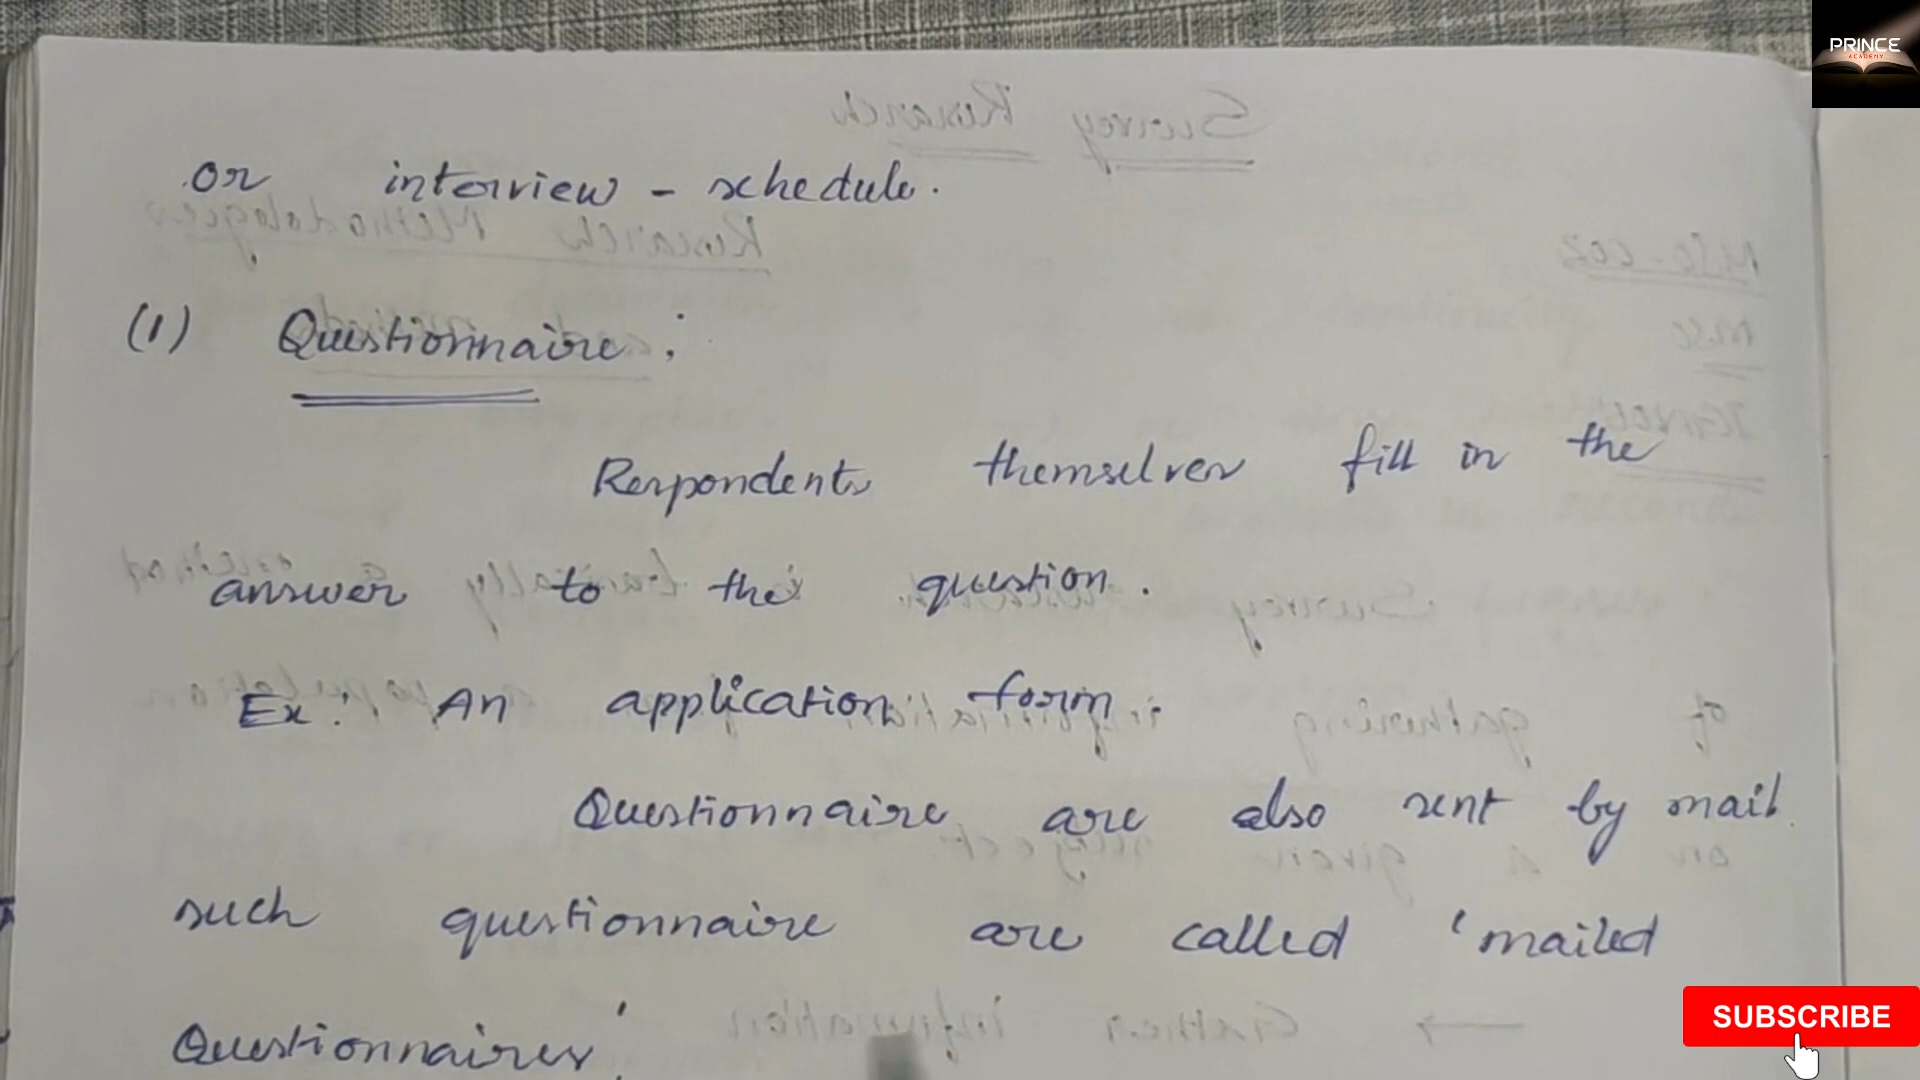 PRINCE
ACADEMY
or interview - schedule.
(1) Questionnaire :
Respondents themselves fill in the
answer to the question.
Ex: An application form.
Questionnaire are also sent by mail.
such questionnaire are called 'mailed
Questionnaires'.
SUBSCRIBE